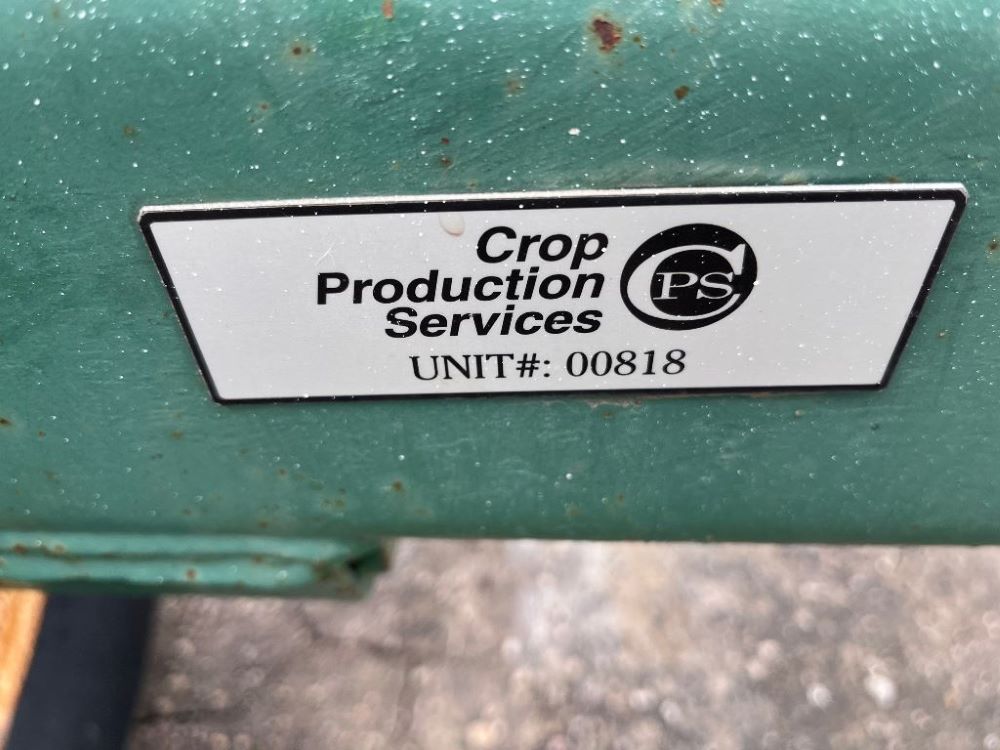 Crop
Production
Services
CPS
UNIT#: 00818